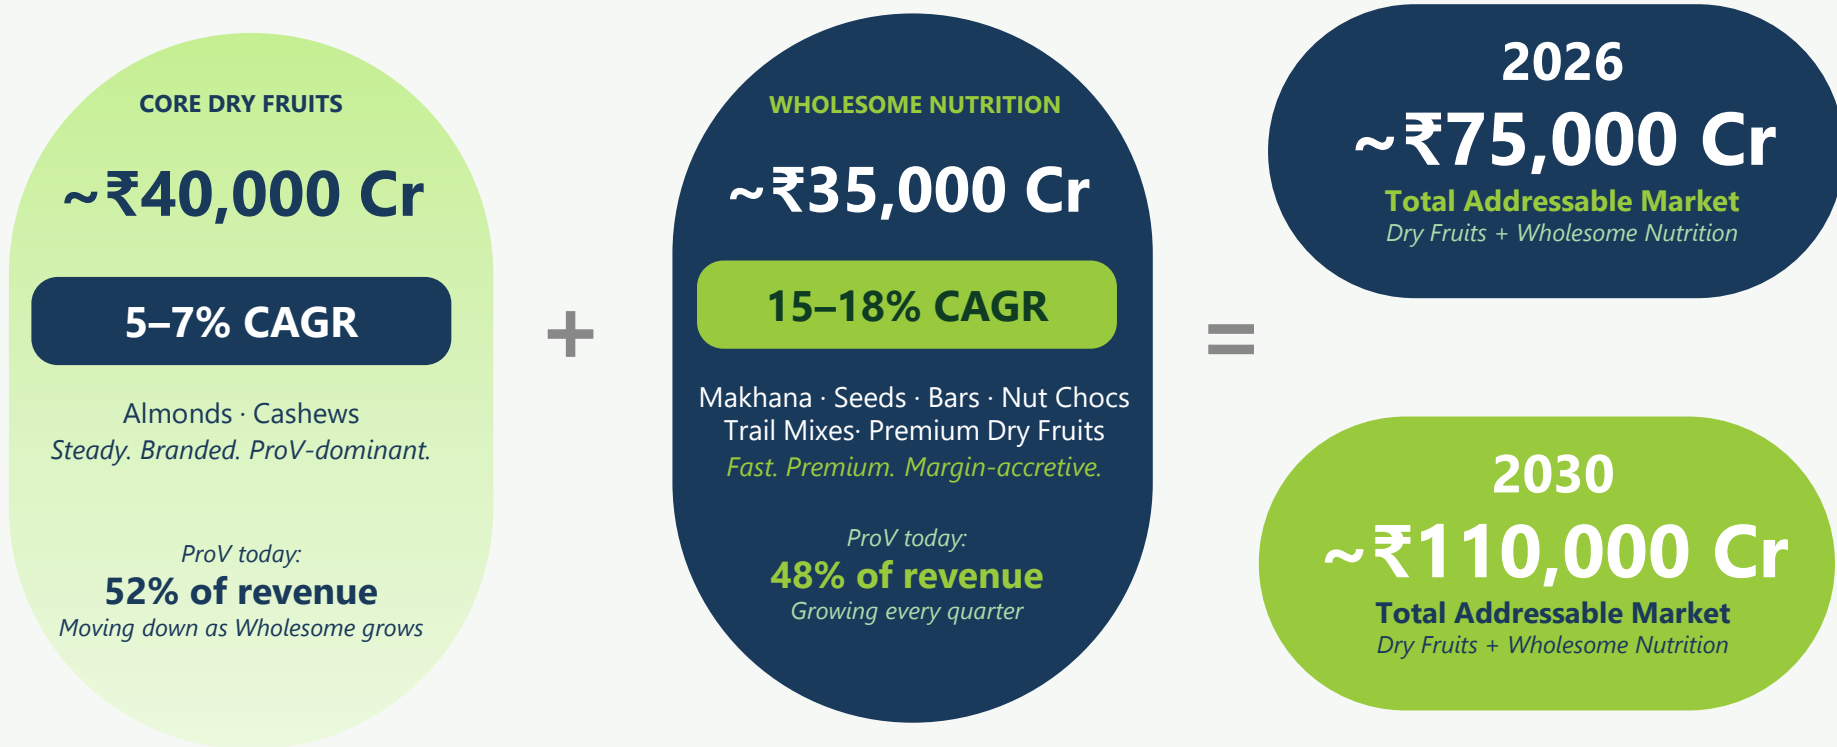 CORE DRY FRUITS
~₹40,000 Cr
5–7% CAGR
Almonds · Cashews
Steady. Branded. ProV-dominant.
ProV today:
52% of revenue
Moving down as Wholesome grows
+
WHOLESOME NUTRITION
~₹35,000 Cr
15–18% CAGR
Makhana · Seeds · Bars · Nut Chocs
Trail Mixes· Premium Dry Fruits
Fast. Premium. Margin-accretive.
ProV today:
48% of revenue
Growing every quarter
=
2026
~₹75,000 Cr
Total Addressable Market
Dry Fruits + Wholesome Nutrition
2030
~₹110,000 Cr
Total Addressable Market
Dry Fruits + Wholesome Nutrition